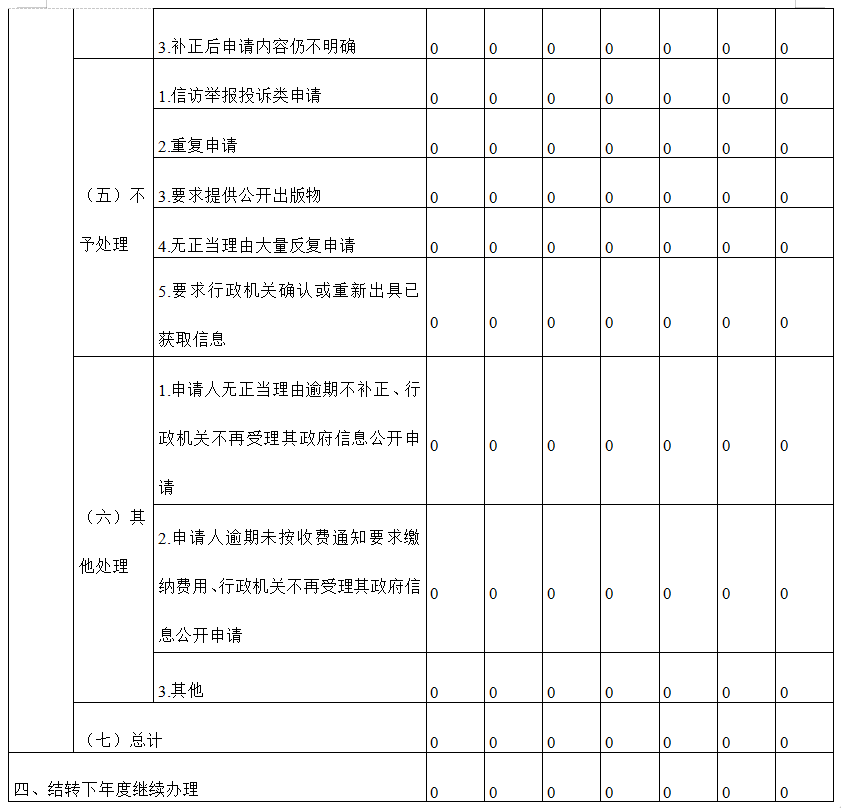 3.补正后申请内容仍不明确 0 0 0 0 0 0 0
（五）不
予处理
1.信访举报投诉类申请 0 0 0 0 0 0 0
2.重复申请 0 0 0 0 0 0 0
3.要求提供公开出版物 0 0 0 0 0 0 0
4.无正当理由大量反复申请 0 0 0 0 0 0 0
5.要求行政机关确认或重新出具已
获取信息 0 0 0 0 0 0 0
（六）其
他处理
1.申请人无正当理由逾期不补正、行
政机关不再受理其政府信息公开申
请 0 0 0 0 0 0 0
2.申请人逾期未按收费通知要求缴
纳费用、行政机关不再受理其政府信
息公开申请 0 0 0 0 0 0 0
3.其他 0 0 0 0 0 0 0
（七）总计 0 0 0 0 0 0 0
四、结转下年度继续办理 0 0 0 0 0 0 0